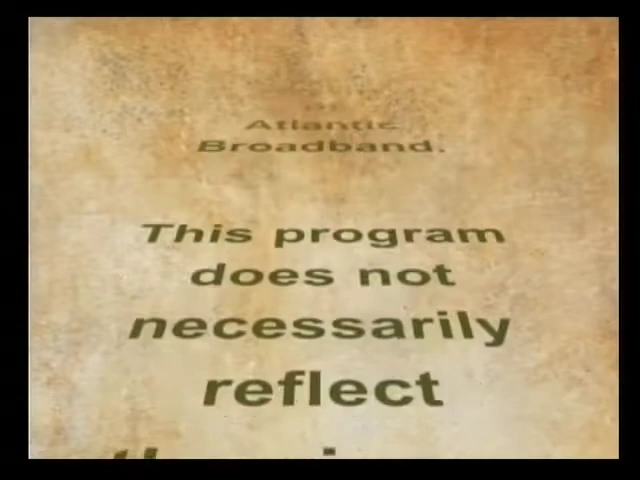 Atlantic
Broadband.
This program
does not
necessarily
reflect